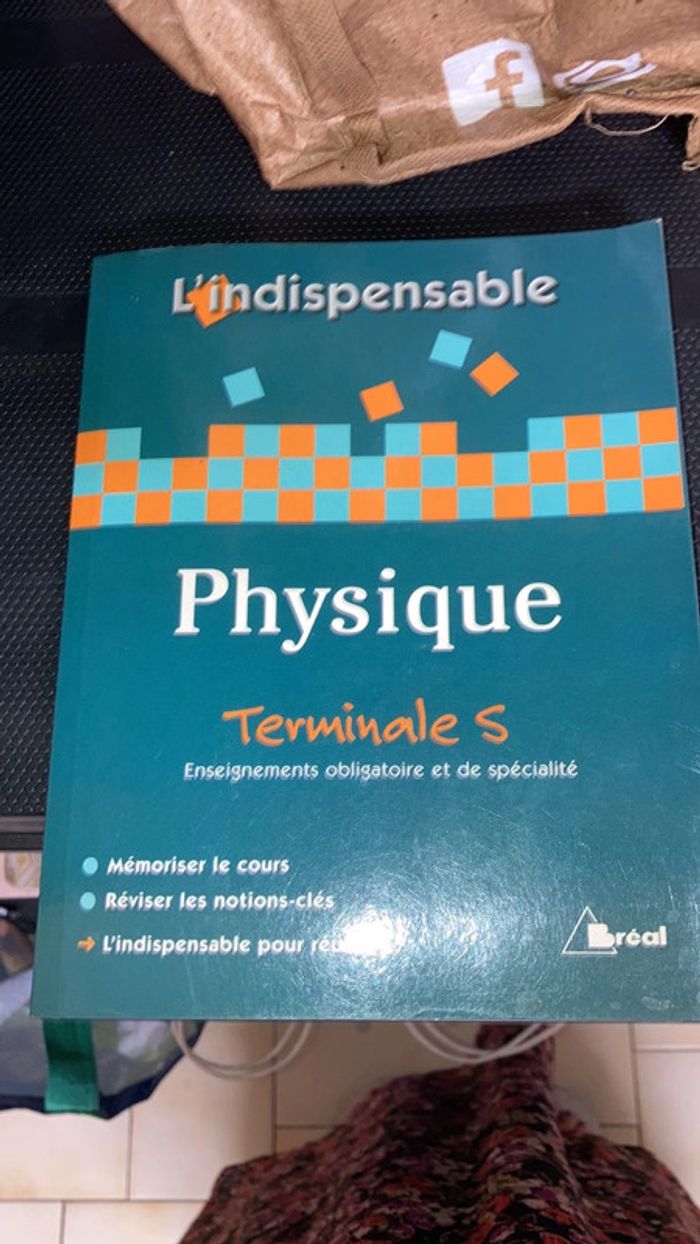 L'indispensable
Physique
Terminale S
Enseignements obligatoire et de spécialité
Mémoriser le cours
Réviser les notions-clés
L'indispensable pour
Bréal